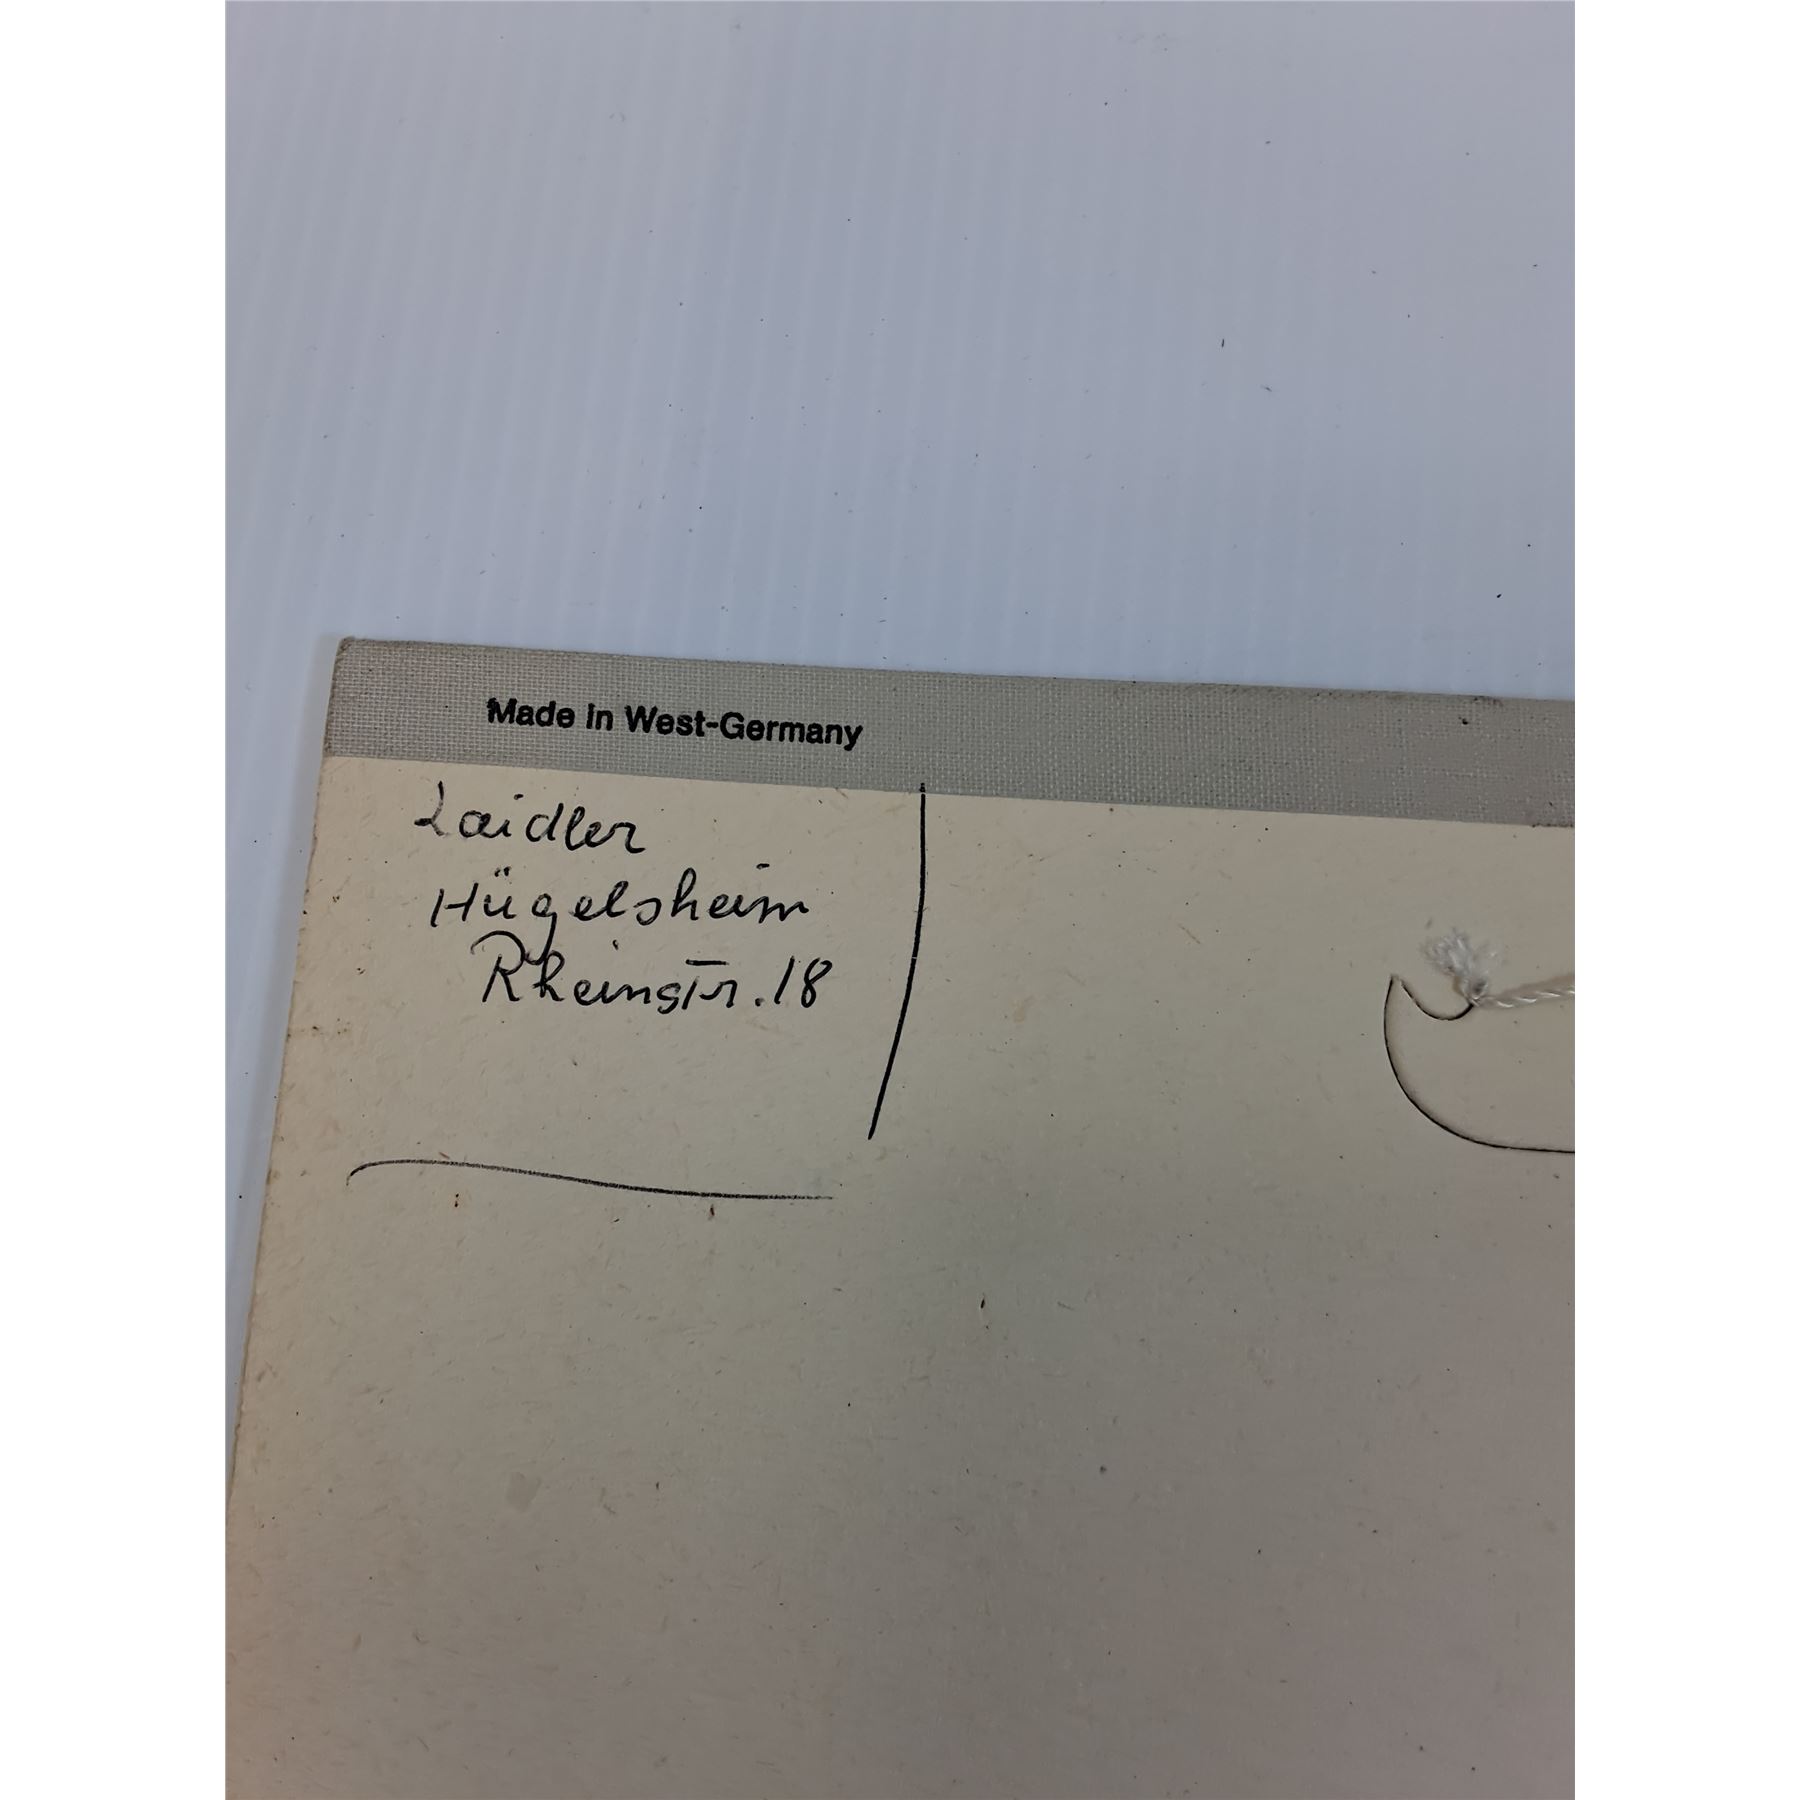 Made in West-Germany
Laidler
Hügelsheim
Rheinstr. 18